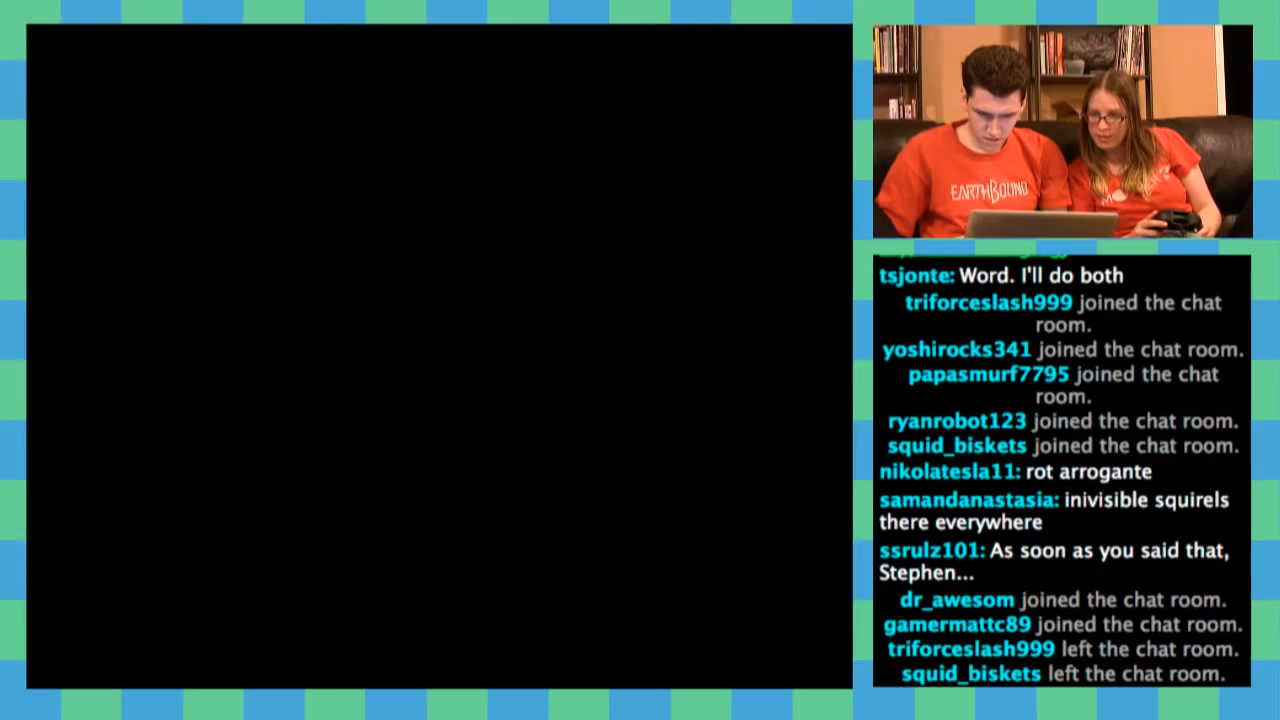 EARTHBOUND
tsjonte: Word. I'll do both
triforceslash999 joined the chat
room.
yoshirocks341 joined the chat room.
papasmurf7795 joined the chat
room.
ryanrobot123 joined the chat room.
squid_biskets joined the chat room.
nikolatesla11: rot arrogante
samandanastasia: inivisible squirels
there everywhere
ssrulz101: As soon as you said that,
Stephen...
dr_awesom joined the chat room.
gamermattc89 joined the chat room.
triforceslash999 left the chat room.
squid_biskets left the chat room.